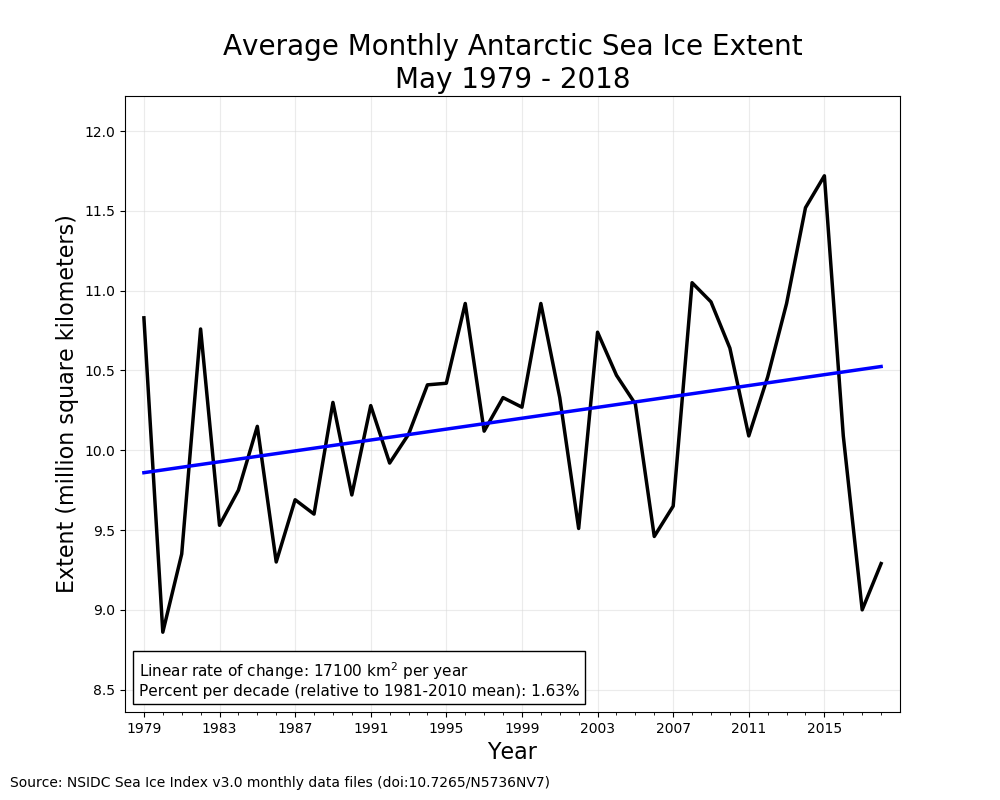 Average Monthly Antarctic Sea Ice Extent
May 1979 - 2018
Extent (million square kilometers)
12.0
11.5
11.0
10.5
10.0
9.5
9.0
8.5
Linear rate of change: 17100 km² per year
Percent per decade (relative to 1981-2010 mean): 1.63%
1979 1983 1987 1991 1995 1999 2003 2007 2011 2015
Year
Source: NSIDC Sea Ice Index v3.0 monthly data files (doi:10.7265/N5736NV7)